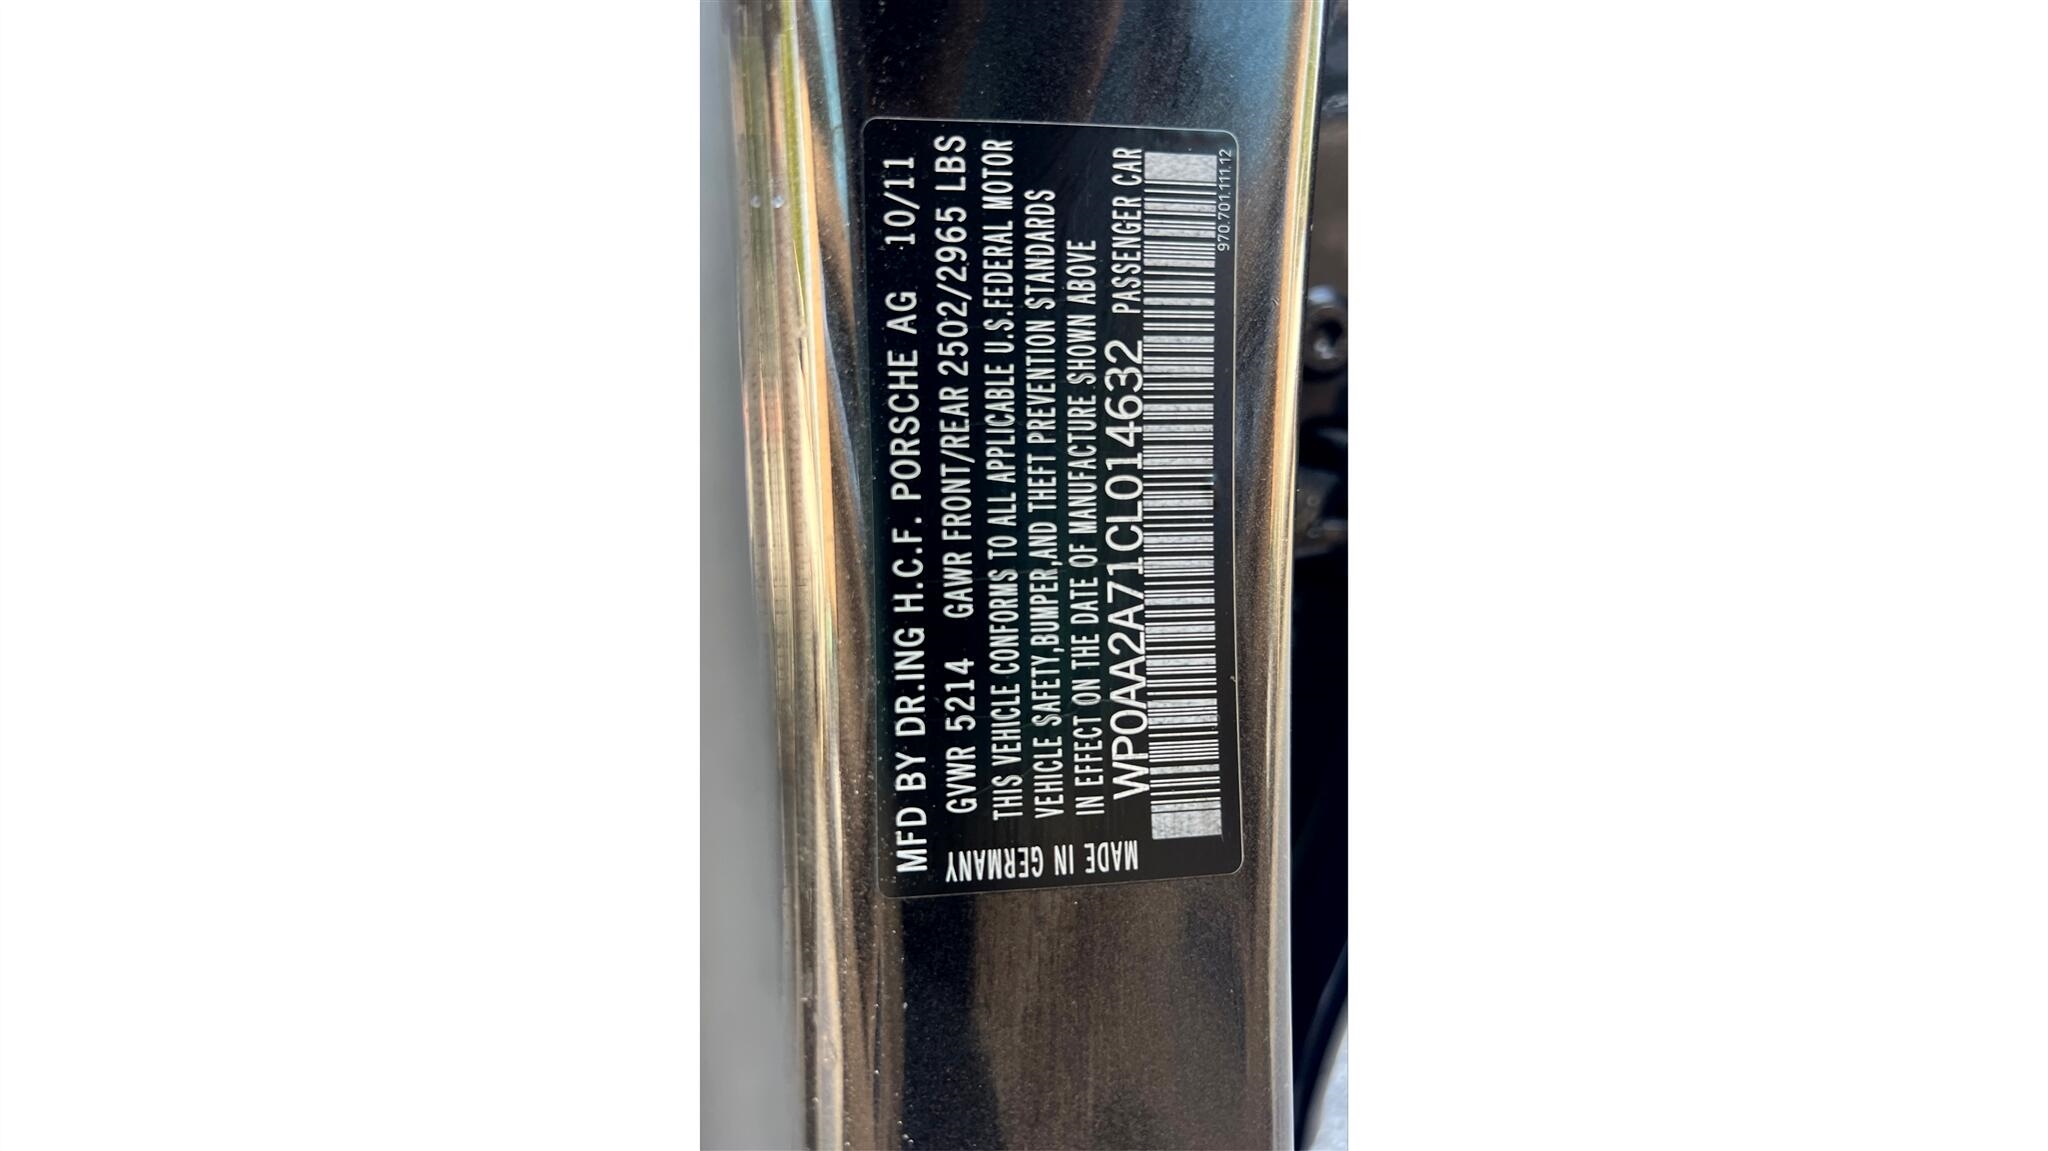 MFD BY DR.ING H.C.F. PORSCHE AG 10/11
GVWR 5214 GAWR FRONT/REAR 2502/2965 LBS
THIS VEHICLE CONFORMS TO ALL APPLICABLE U.S.FEDERAL MOTOR
VEHICLE SAFETY,BUMPER,AND THEFT PREVENTION STANDARDS
IN EFFECT ON THE DATE OF MANUFACTURE SHOWN ABOVE
WP0AA2A71CL014632 PASSENGER CAR
970.701.111.12
MADE IN GERMANY